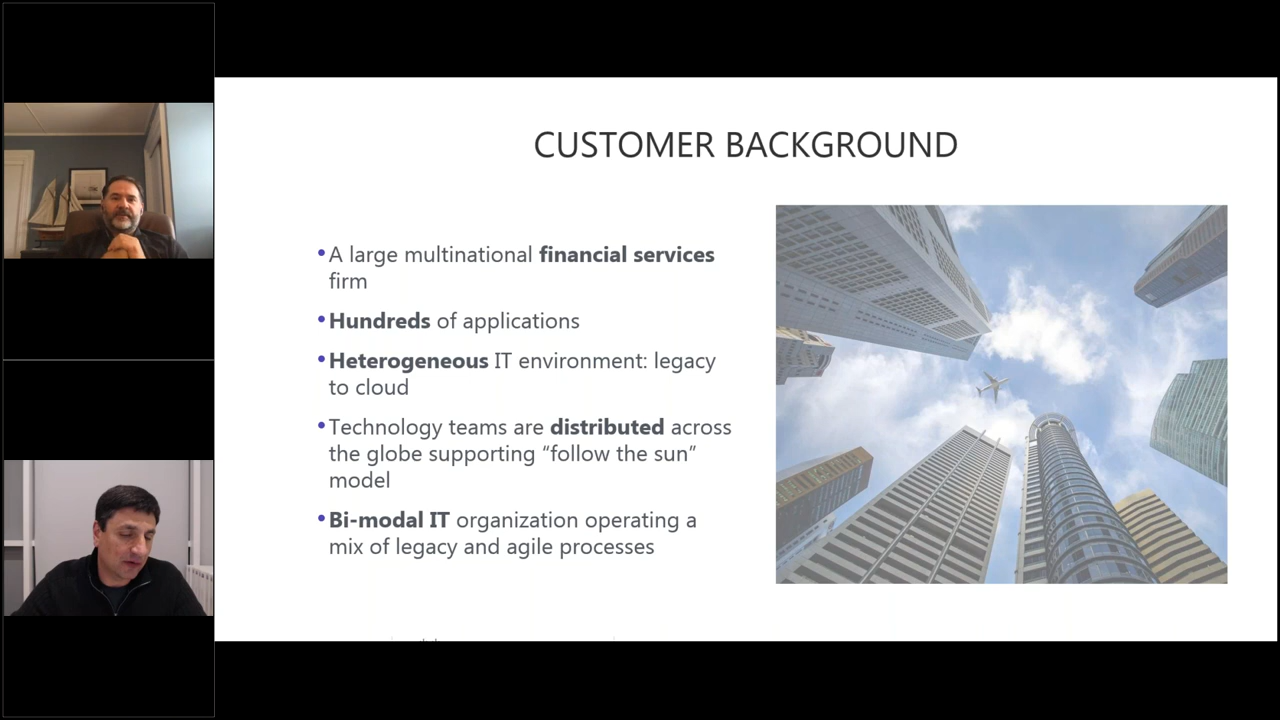 CUSTOMER BACKGROUND
•A large multinational financial services
firm
•Hundreds of applications
•Heterogeneous IT environment: legacy
to cloud
•Technology teams are distributed across
the globe supporting “follow the sun”
model
•Bi-modal IT organization operating a
mix of legacy and agile processes